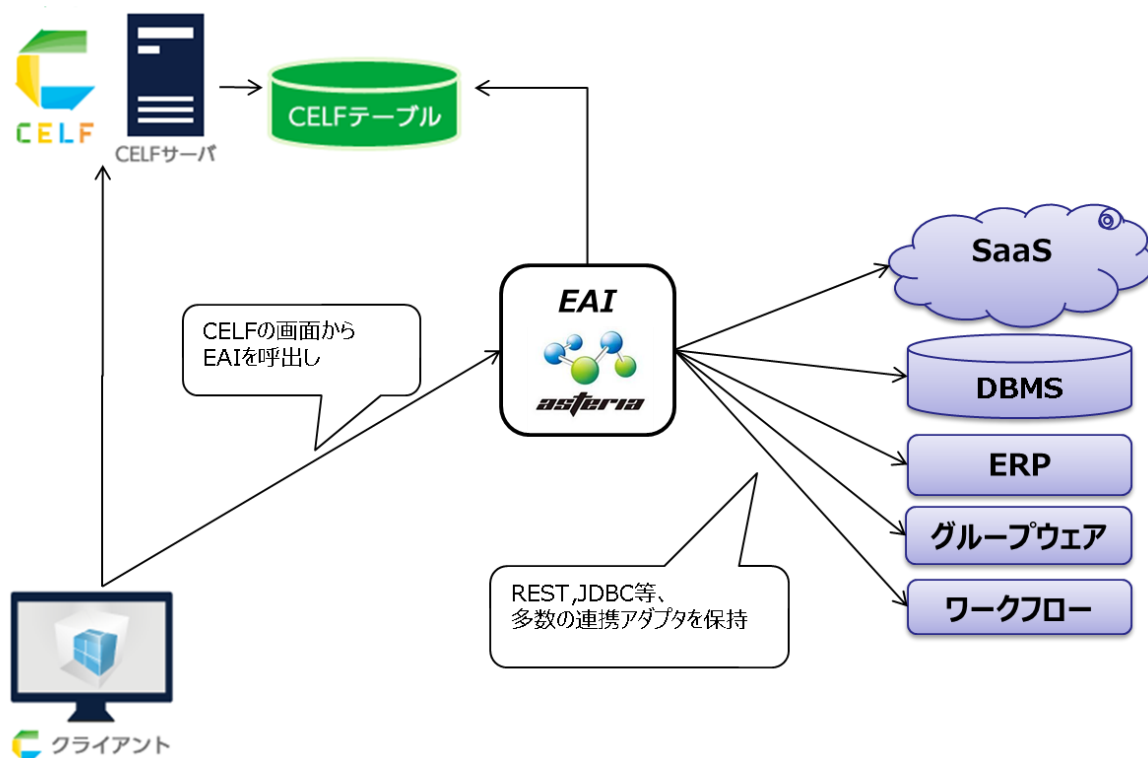 CELF
CELFサーバ
CELFテーブル
SaaS
EAI
asteria
CELFの画面から
EAIを呼出し
DBMS
ERP
グループウェア
REST,JDBC等、
多数の連携アダプタを保持
ワークフロー
クライアント